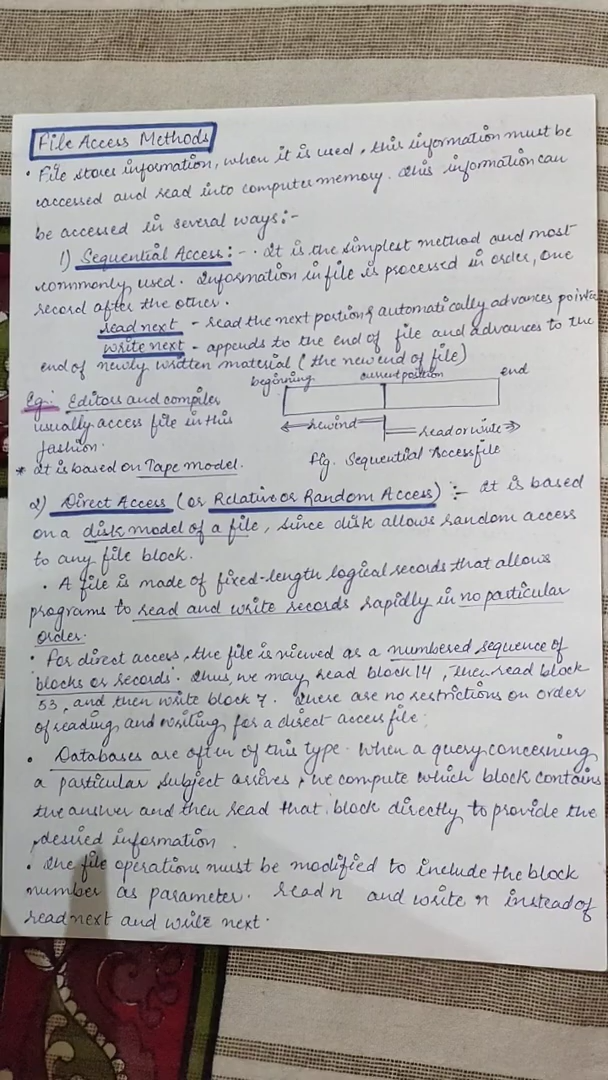 File Access Methods
• File stores information, when it is used, this information must be
accessed and read into computer memory. This information can
be accessed in several ways:-
1) Sequential Access:- · It is the simplest method and most
commonly used. Information in file is processed in order, one
record after the other.
read next - read the next portion & automatically advances pointer
write next - appends to the end of file and advances to the
end of newly written material (the new end of file)
beginning current position end
Eg:- Editors and compiler
usually access file in this
fashion.
rewind read or write
* It is based on Tape model.
Fig. Sequential Access file
2) Direct Access (or Relative or Random Access) :- It is based
on a disk model of a file, since disk allows random access
to any file block.
· A file is made of fixed-length logical records that allows
programs to read and write records rapidly in no particular
order.
• For direct access, the file is viewed as a numbered sequence of
blocks or records. Thus, we may read block 14, then read block
53, and then write block 7. There are no restrictions on order
of reading and writing for a direct access file.
• Databases are often of this type. When a query concerning
a particular subject arrives, we compute which block contains
the answer and then read that block directly to provide the
desired information.
• The file operations must be modified to include the block
number as parameter. read n and write n instead of
read next and write next.